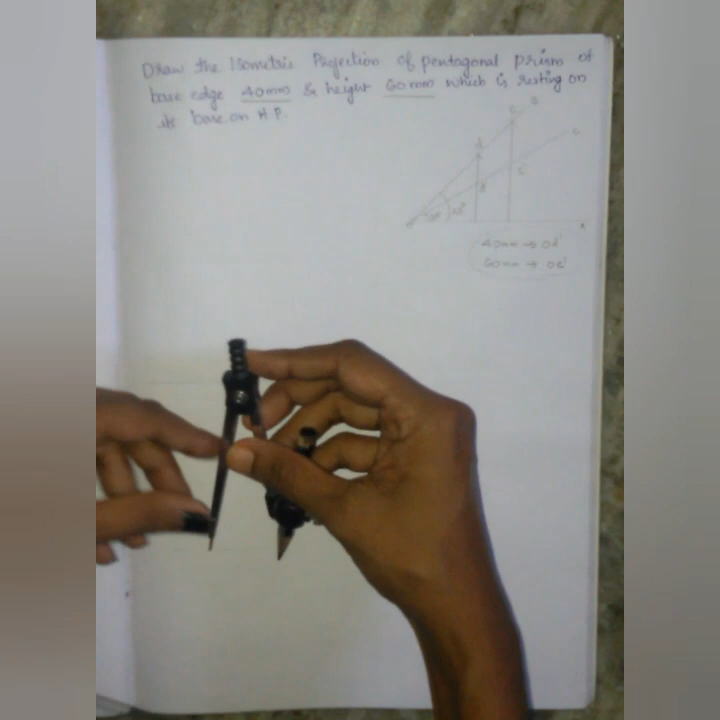 Draw the Isometric Projection of pentagonal prism of
base edge 40mm & height 60mm which is resting on
its base on H.P.
D
C
A
B
C'
40mm → Od'
60mm → Oe'